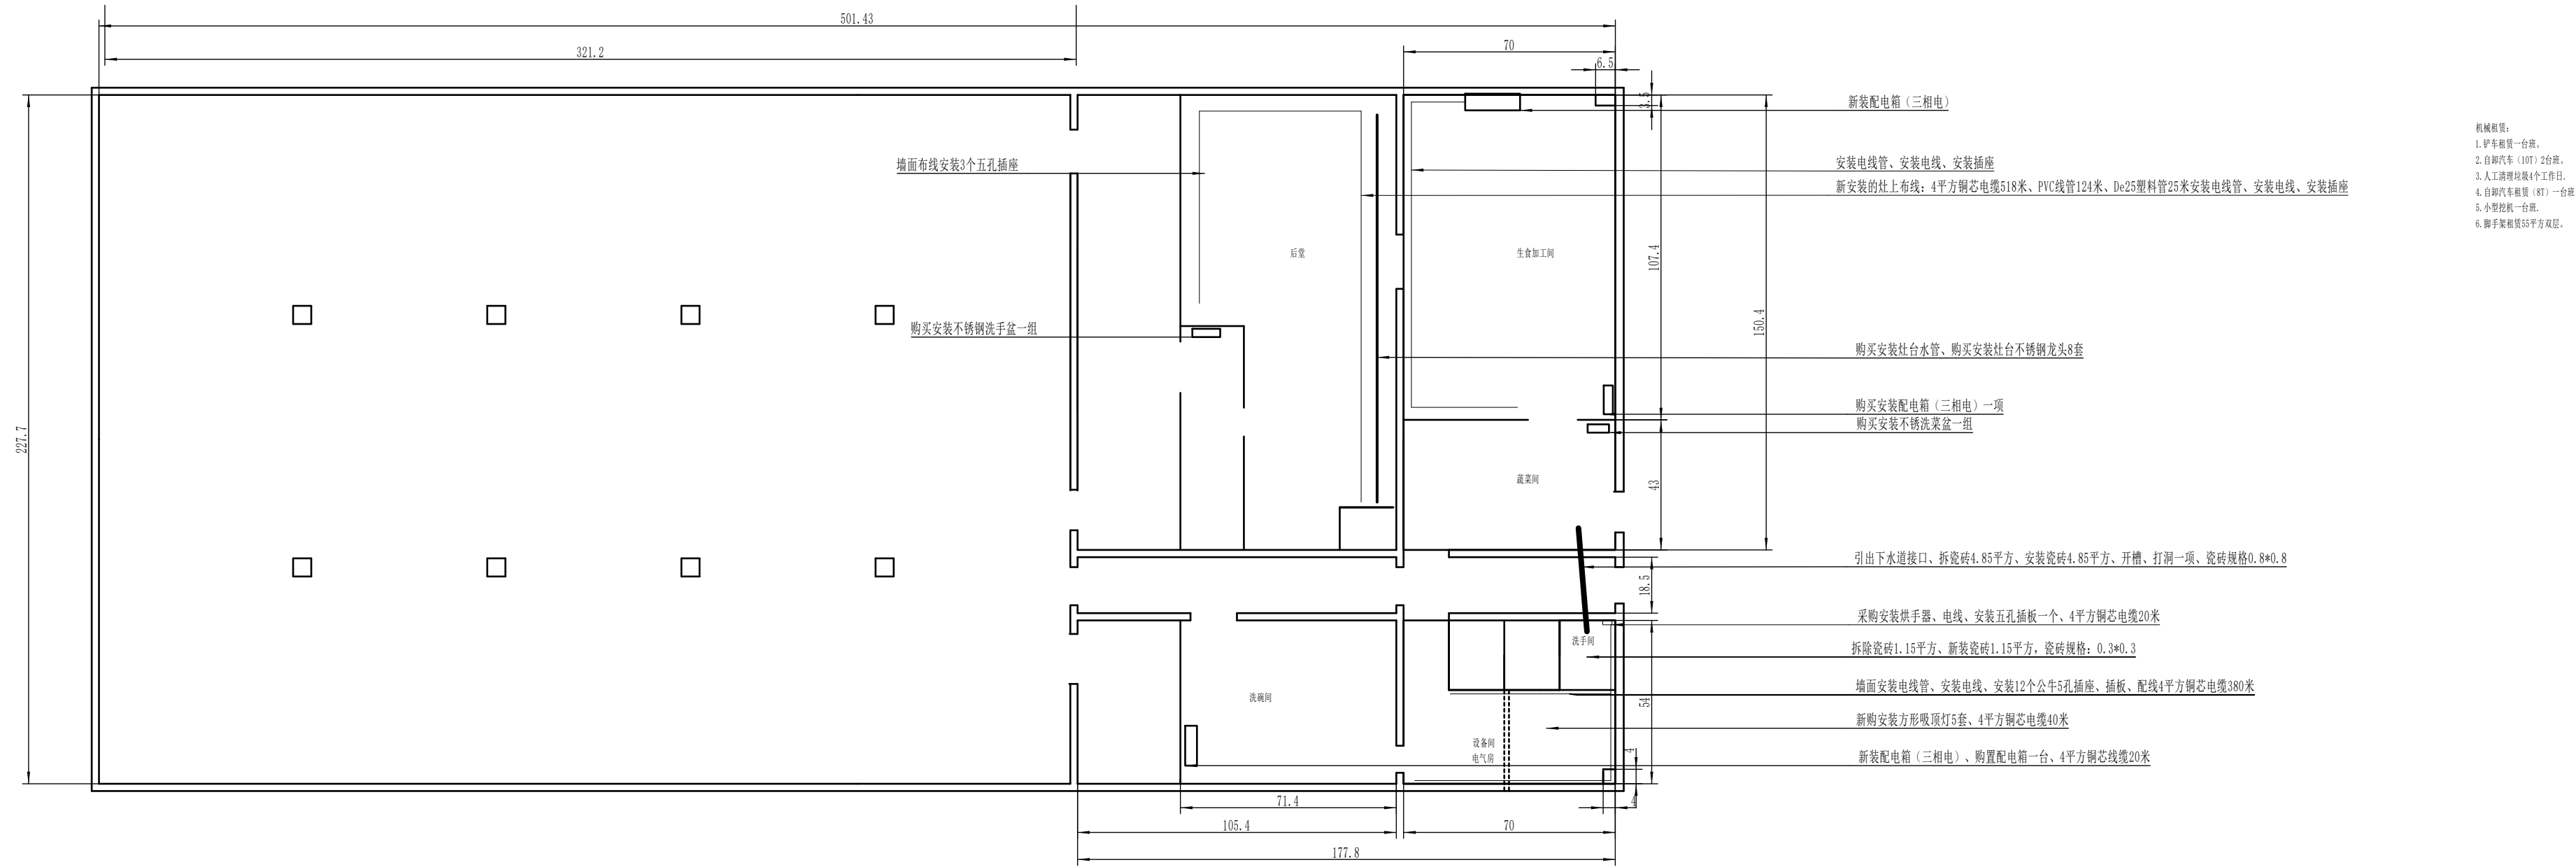 501.43
321.2
70
6.5
3.5
新装配电箱（三相电）
机械租赁：
1.铲车租赁一台班。
2.自卸汽车（10T）2台班。
3.人工清理垃圾4个工作日.
4.自卸汽车租赁（8T）一台班
5.小型挖机一台班.
6.脚手架租赁55平方双层。
墙面布线安装3个五孔插座
安装电线管、安装电线、安装插座
新安装的灶上布线：4平方铜芯电缆518米、PVC线管124米、De25塑料管25米安装电线管、安装电线、安装插座
后堂
生食加工间
107.4
150.4
购买安装不锈钢洗手盆一组
购买安装灶台水管、购买安装灶台不锈钢龙头8套
购买安装配电箱（三相电）一项
购买安装不锈洗菜盆一组
227.7
蔬菜间
43
引出下水道接口、拆瓷砖4.85平方、安装瓷砖4.85平方、开槽、打洞一项、瓷砖规格0.8*0.8
18.5
采购安装烘手器、电线、安装五孔插板一个、4平方铜芯电缆20米
洗手间
拆除瓷砖1.15平方、新装瓷砖1.15平方，瓷砖规格：0.3*0.3
洗碗间
墙面安装电线管、安装电线、安装12个公牛5孔插座、插板、配线4平方铜芯电缆380米
54
新购安装方形吸顶灯5套、4平方铜芯电缆40米
设备间
电气房
4
新装配电箱（三相电）、购置配电箱一台、4平方铜芯线缆20米
71.4
4
105.4
70
177.8